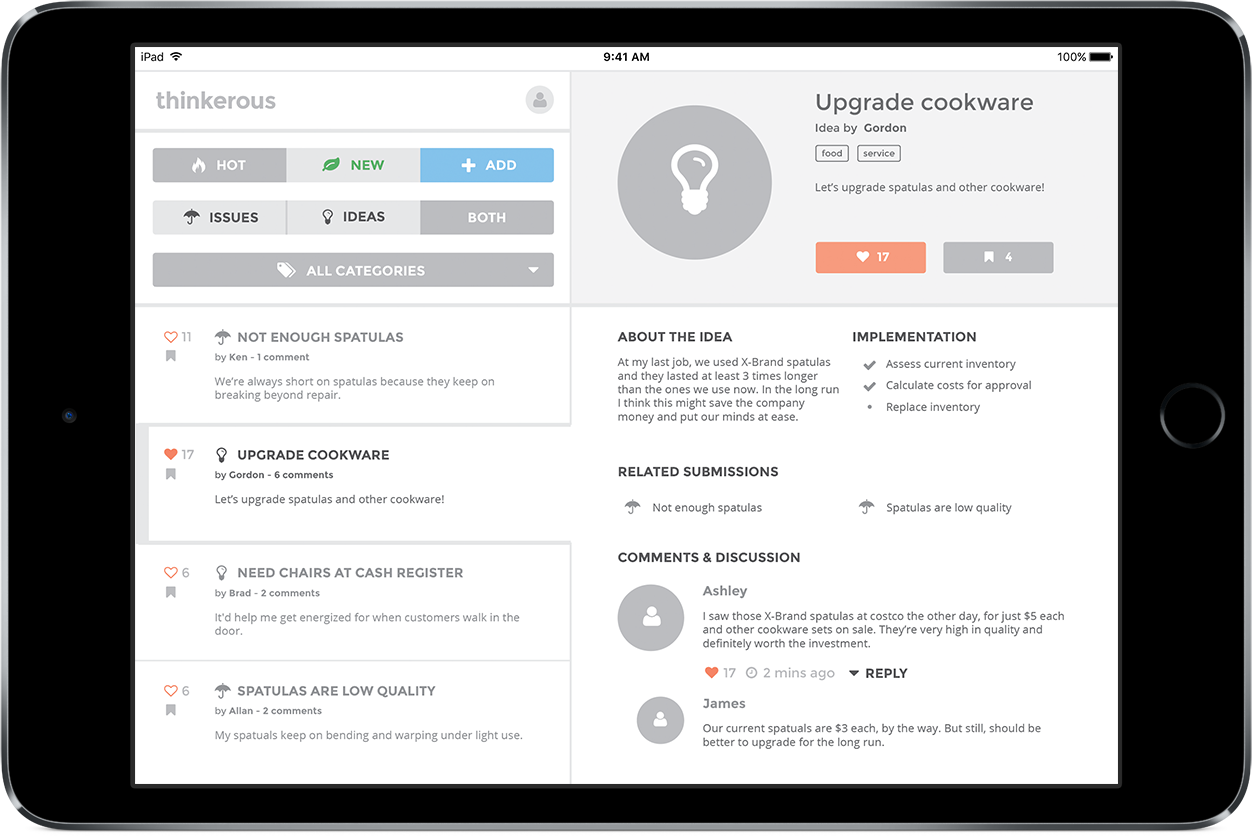 iPad
9:41 AM
100%
thinkerous
HOT
NEW
ADD
ISSUES
IDEAS
BOTH
ALL CATEGORIES
11
NOT ENOUGH SPATULAS
by Ken - 1 comment
We're always short on spatulas because they keep on
breaking beyond repair.
17
UPGRADE COOKWARE
by Gordon - 6 comments
Let's upgrade spatulas and other cookware!
6
NEED CHAIRS AT CASH REGISTER
by Brad - 2 comments
It'd help me get energized for when customers walk in the
door.
6
SPATULAS ARE LOW QUALITY
by Allan - 2 comments
My spatuals keep on bending and warping under light use.
Upgrade cookware
Idea by Gordon
food
service
Let's upgrade spatulas and other cookware!
17
4
ABOUT THE IDEA
At my last job, we used X-Brand spatulas
and they lasted at least 3 times longer
than the ones we use now. In the long run
I think this might save the company
money and put our minds at ease.
IMPLEMENTATION
Assess current inventory
Calculate costs for approval
Replace inventory
RELATED SUBMISSIONS
Not enough spatulas
Spatulas are low quality
COMMENTS & DISCUSSION
Ashley
I saw those X-Brand spatulas at costco the other day, for just $5 each
and other cookware sets on sale. They're very high in quality and
definitely worth the investment.
17
2 mins ago
REPLY
James
Our current spatuals are $3 each, by the way. But still, should be
better to upgrade for the long run.